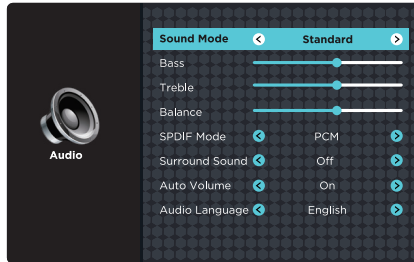 Audio
Sound Mode Standard
Bass
Treble
Balance
SPDIF Mode PCM
Surround Sound Off
Auto Volume On
Audio Language English